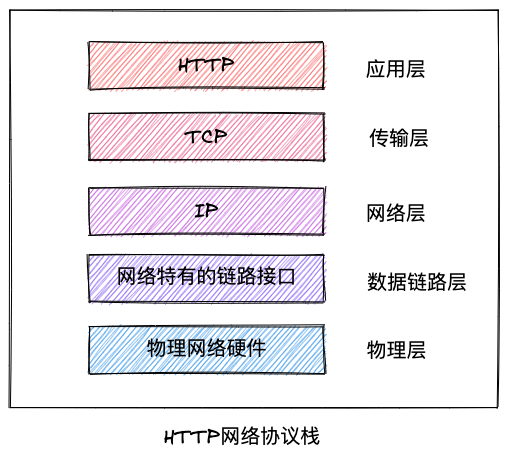 HTTP 应用层
TCP 传输层
IP 网络层
网络特有的链路接口 数据链路层
物理网络硬件 物理层
HTTP网络协议栈